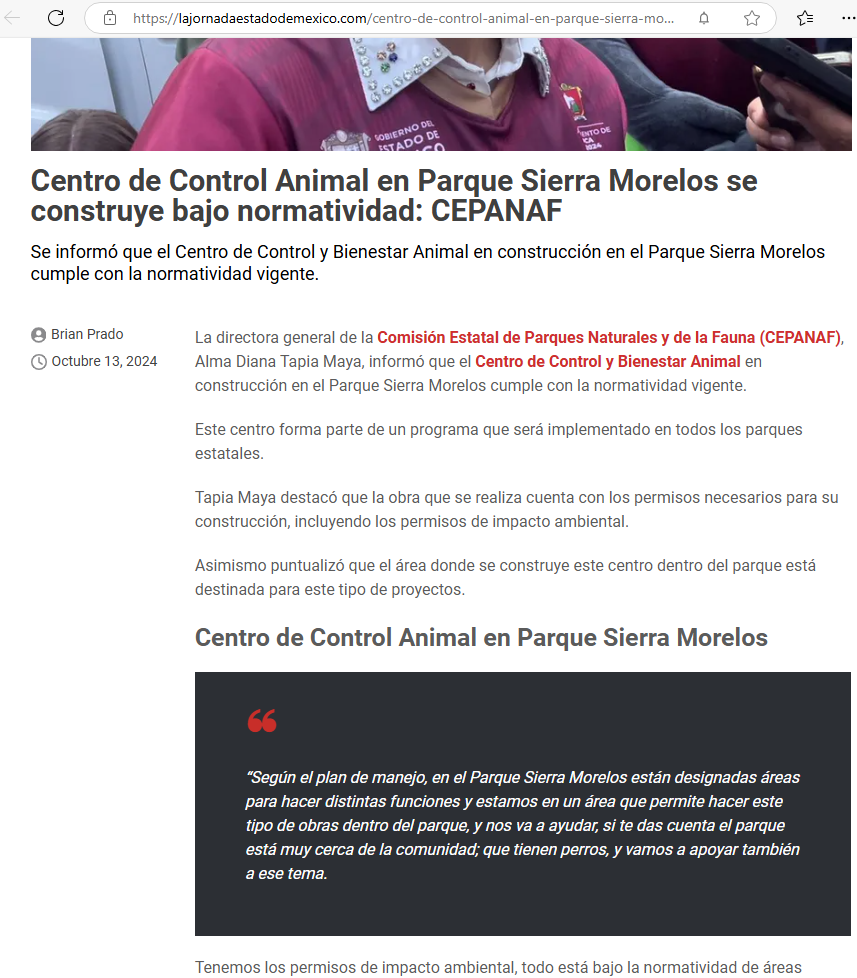 https://lajornadaestadodemexico.com/centro-de-control-animal-en-parque-sierra-mo...
GOBIERNO DEL
ESTADO DE
Centro de Control Animal en Parque Sierra Morelos se
construye bajo normatividad: CEPANAF
Se informó que el Centro de Control y Bienestar Animal en construcción en el Parque Sierra Morelos
cumple con la normatividad vigente.
Brian Prado
Octubre 13, 2024
La directora general de la Comisión Estatal de Parques Naturales y de la Fauna (CEPANAF),
Alma Diana Tapia Maya, informó que el Centro de Control y Bienestar Animal en
construcción en el Parque Sierra Morelos cumple con la normatividad vigente.
Este centro forma parte de un programa que será implementado en todos los parques
estatales.
Tapia Maya destacó que la obra que se realiza cuenta con los permisos necesarios para su
construcción, incluyendo los permisos de impacto ambiental.
Asimismo puntualizó que el área donde se construye este centro dentro del parque está
destinada para este tipo de proyectos.
Centro de Control Animal en Parque Sierra Morelos
“Según el plan de manejo, en el Parque Sierra Morelos están designadas áreas
para hacer distintas funciones y estamos en un área que permite hacer este
tipo de obras dentro del parque, y nos va a ayudar, si te das cuenta el parque
está muy cerca de la comunidad; que tienen perros, y vamos a apoyar también
a ese tema.
Tenemos los permisos de impacto ambiental, todo está bajo la normatividad de áreas